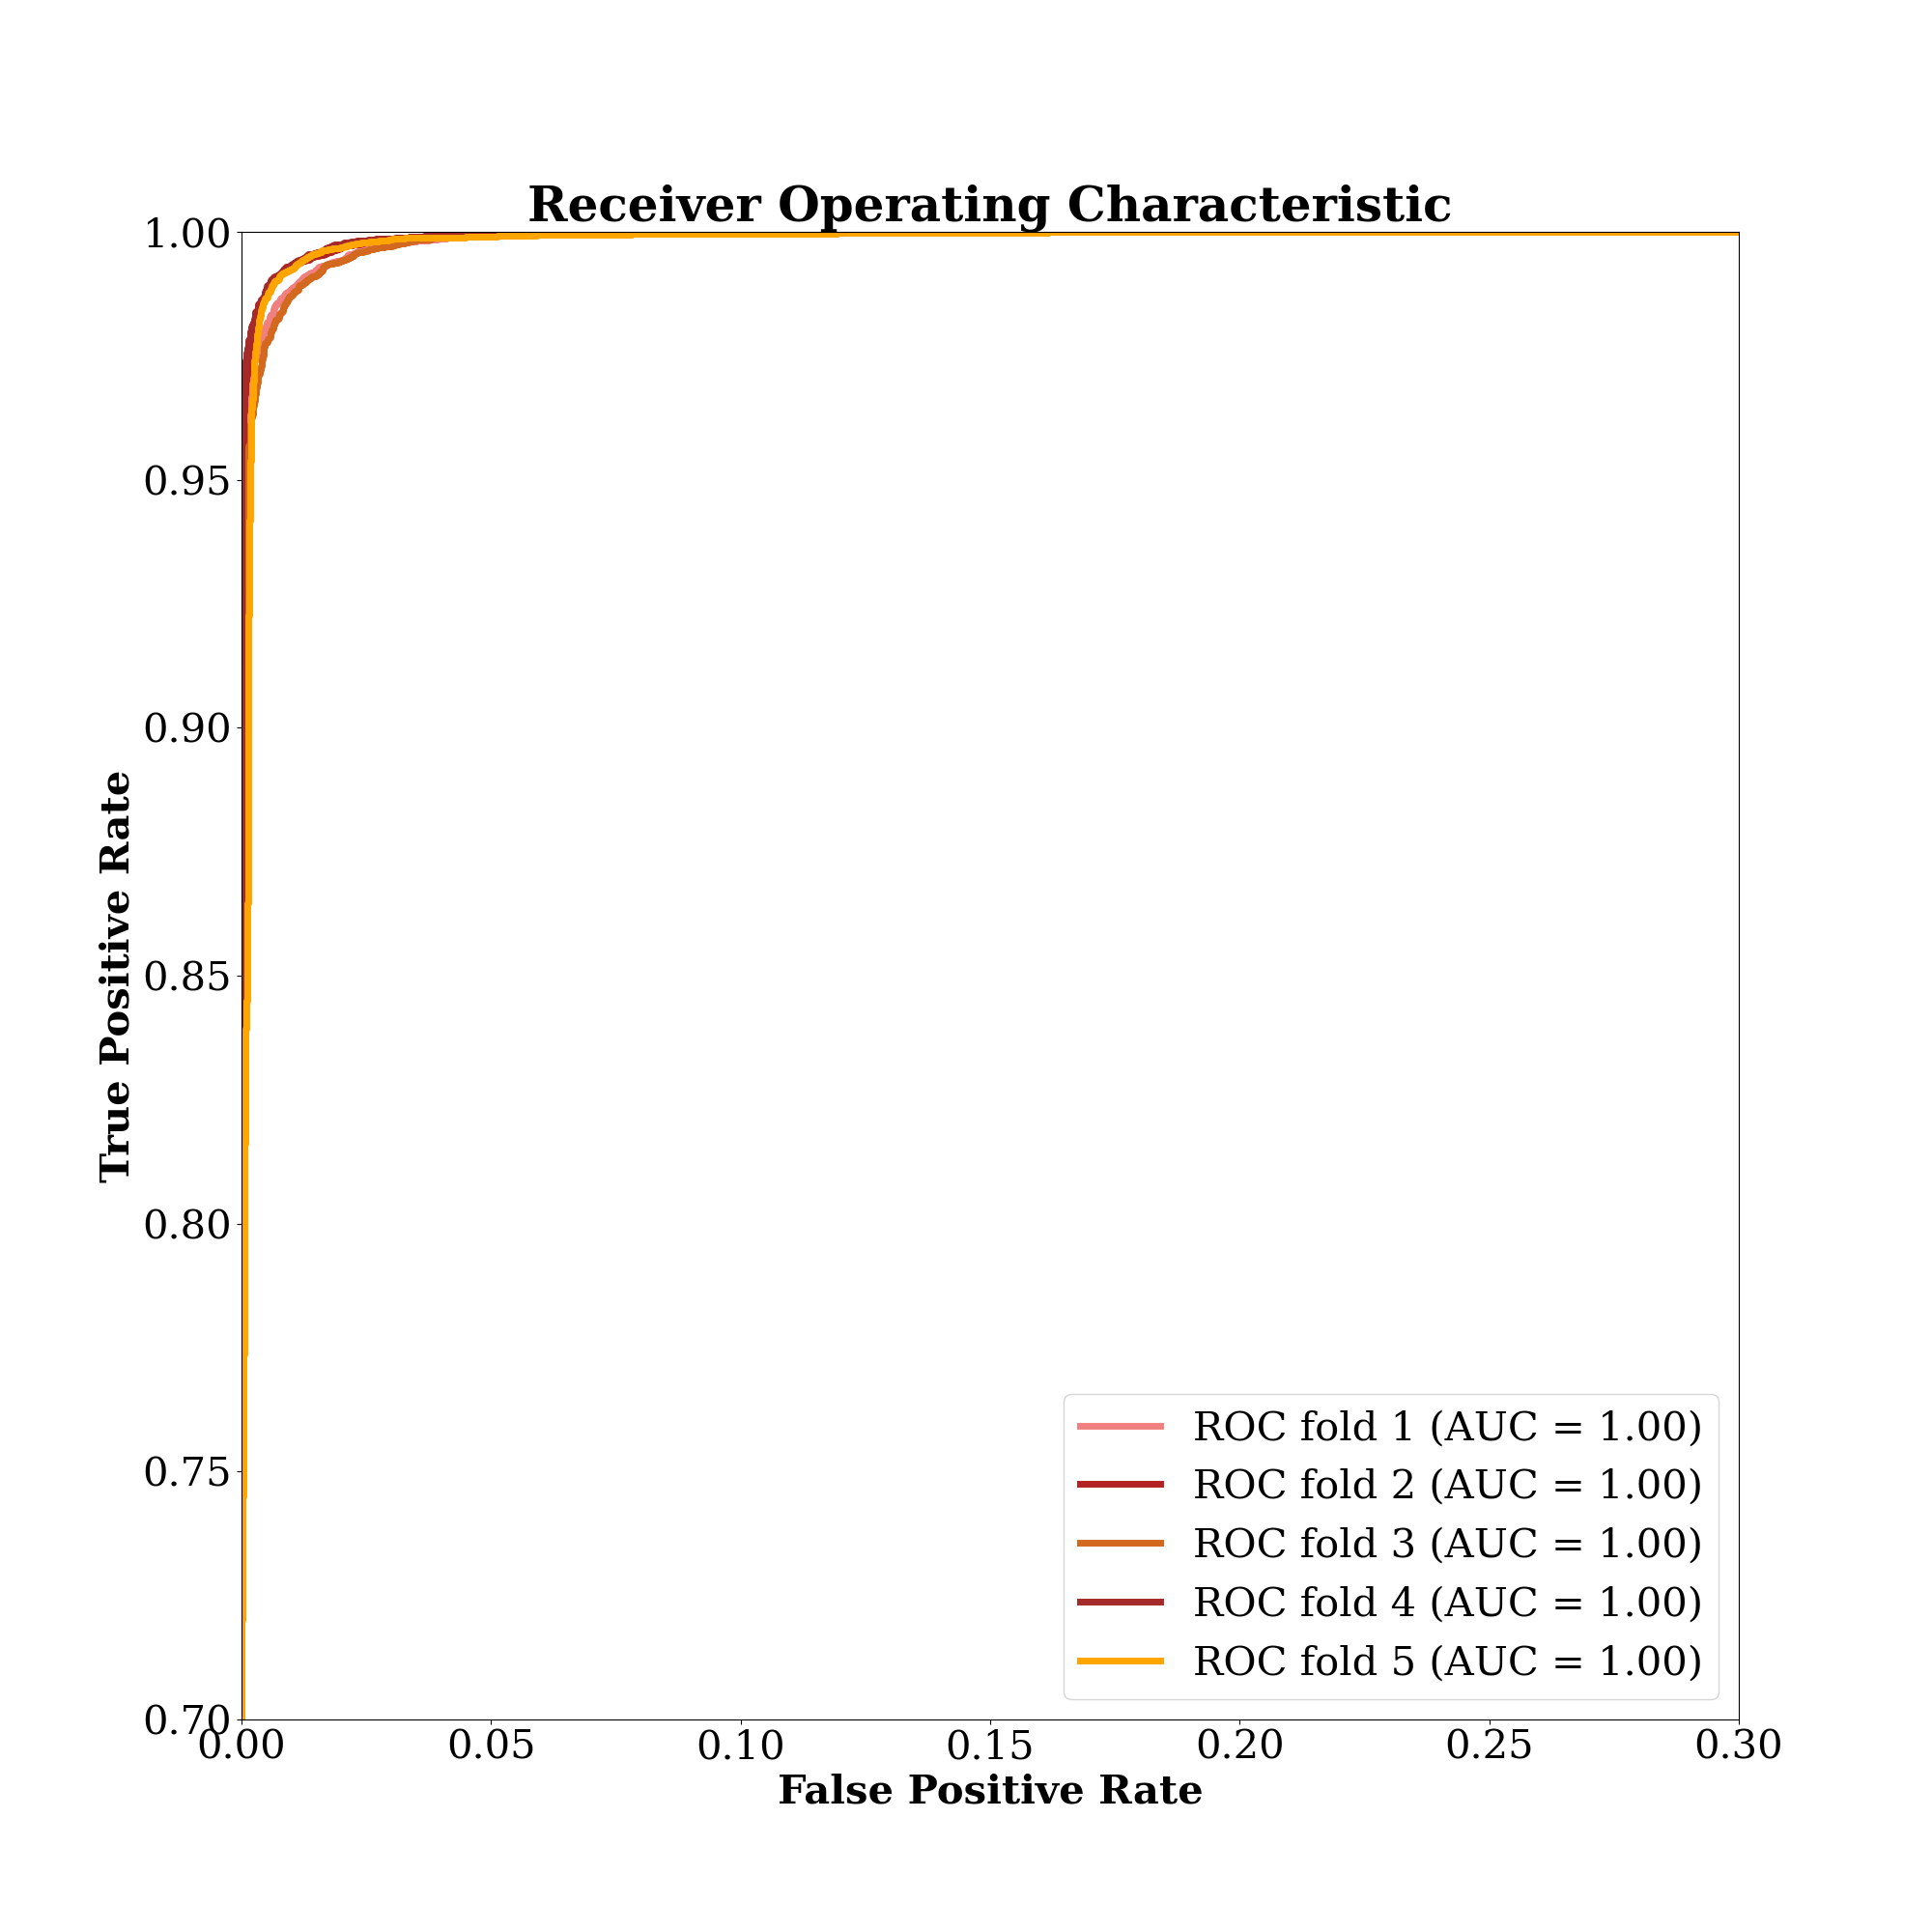 Receiver Operating Characteristic
1.00
0.95
0.90
0.85
0.80
0.75
0.70
True Positive Rate
ROC fold 1 (AUC = 1.00)
ROC fold 2 (AUC = 1.00)
ROC fold 3 (AUC = 1.00)
ROC fold 4 (AUC = 1.00)
ROC fold 5 (AUC = 1.00)
0.00 0.05 0.10 0.15 0.20 0.25 0.30
False Positive Rate